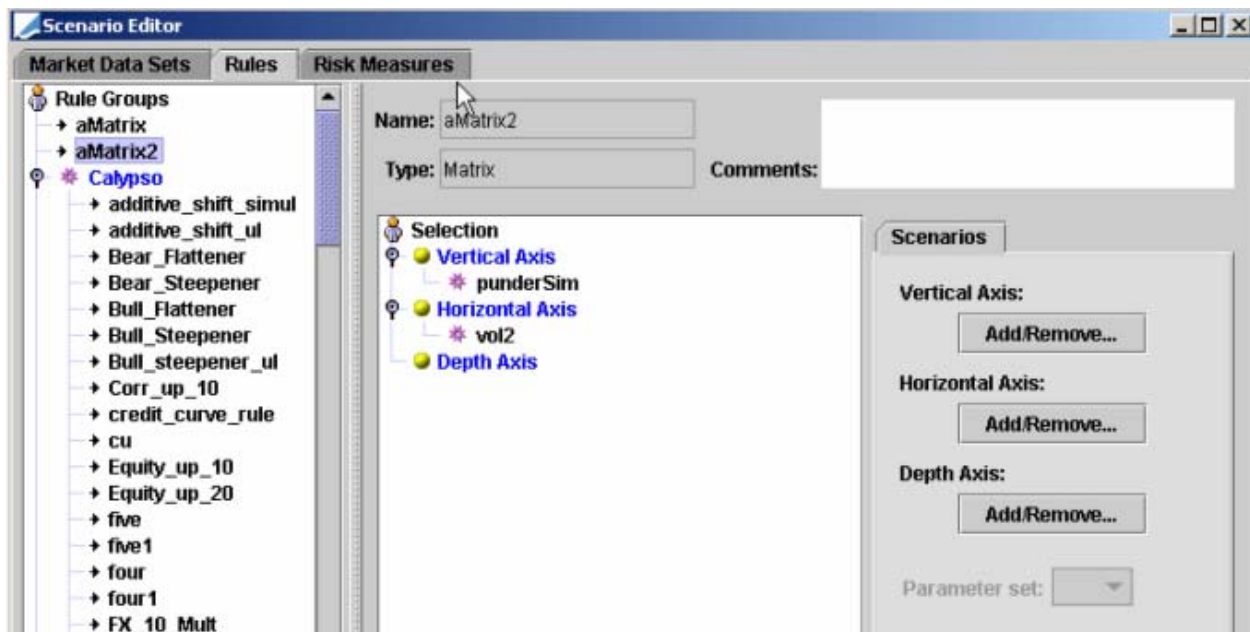 Scenario Editor
Market Data Sets
Rules
Risk Measures
Rule Groups
aMatrix
aMatrix2
Calypso
additive_shift_simul
additive_shift_ul
Bear_Flattener
Bear_Steepener
Bull_Flattener
Bull_Steepener
Bull_steepener_ul
Corr_up_10
credit_curve_rule
cu
Equity_up_10
Equity_up_20
five
five1
four
four1
FX_10_Mult
Name: aMatrix2
Type: Matrix
Comments:
Selection
Vertical Axis
punderSim
Horizontal Axis
vol2
Depth Axis
Scenarios
Vertical Axis:
Add/Remove...
Horizontal Axis:
Add/Remove...
Depth Axis:
Add/Remove...
Parameter set: